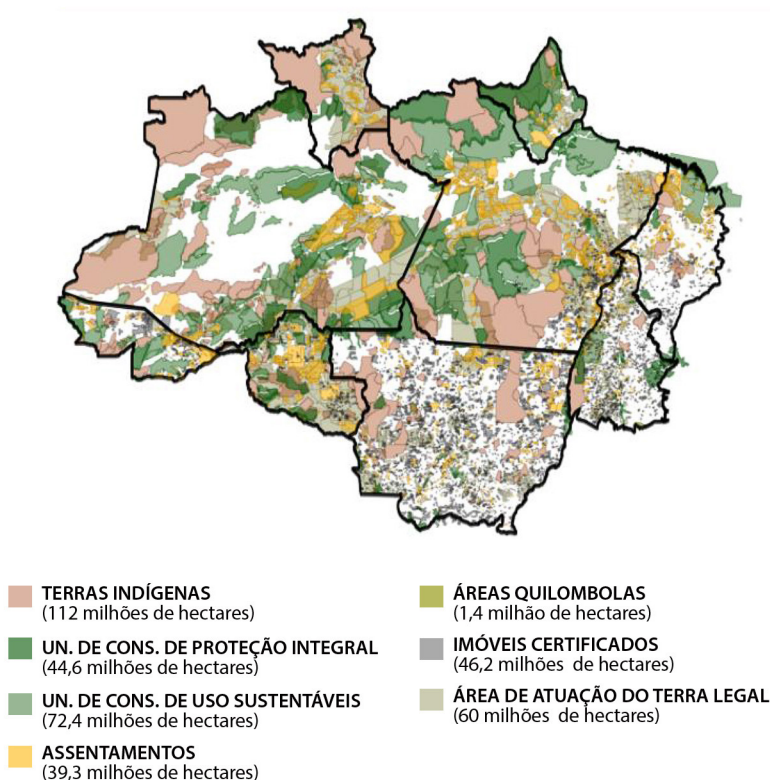 TERRAS INDÍGENAS
(112 milhões de hectares)
UN. DE CONS. DE PROTEÇÃO INTEGRAL
(44,6 milhões de hectares)
UN. DE CONS. DE USO SUSTENTÁVEIS
(72,4 milhões de hectares)
ASSENTAMENTOS
(39,3 milhões de hectares)
ÁREAS QUILOMBOLAS
(1,4 milhão de hectares)
IMÓVEIS CERTIFICADOS
(46,2 milhões de hectares)
ÁREA DE ATUAÇÃO DO TERRA LEGAL
(60 milhões de hectares)